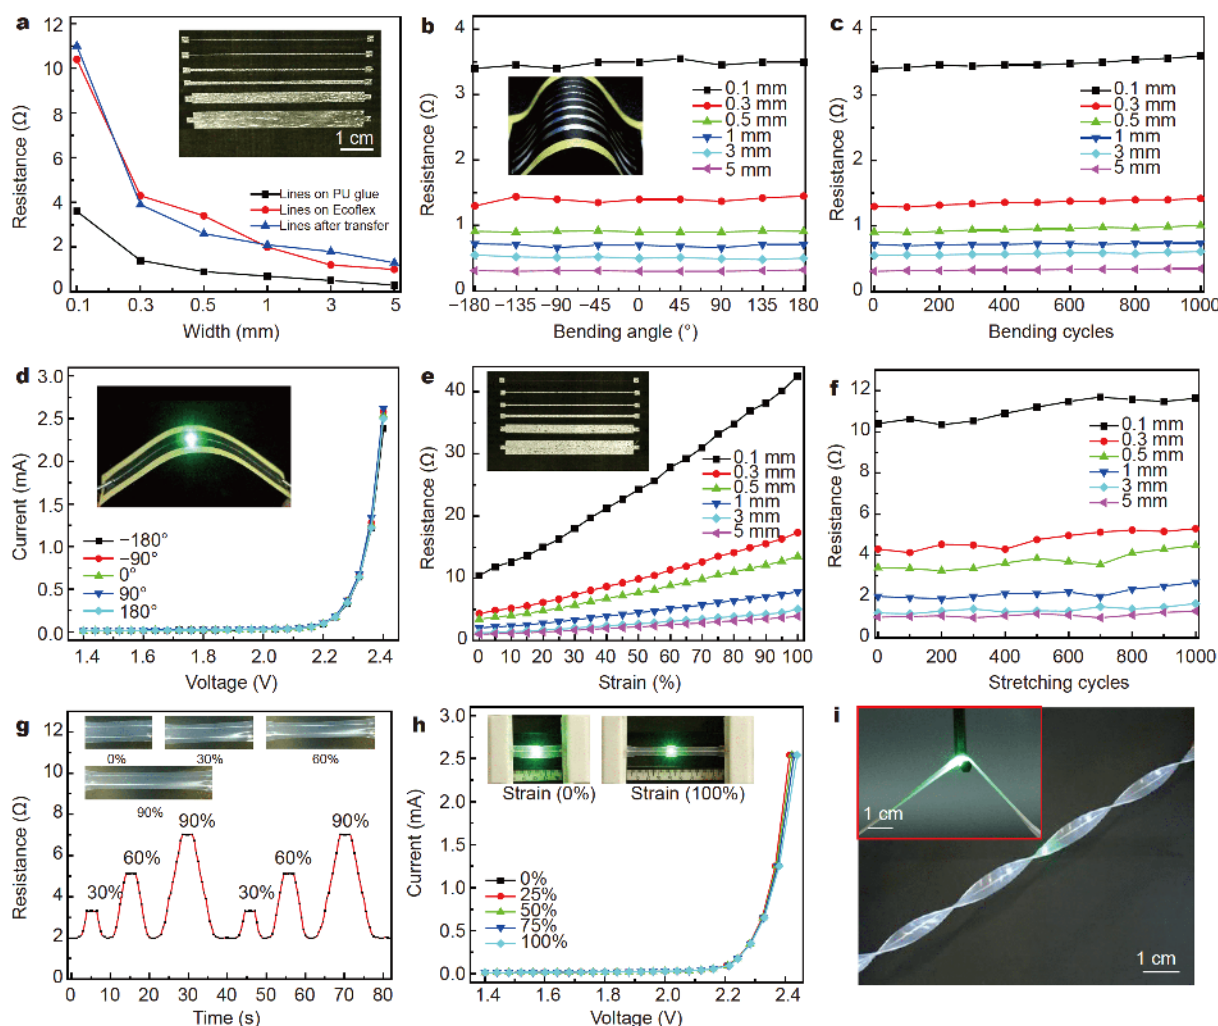 a
12
10
8
6
4
2
0
0.1 0.3 0.5 1 3 5
Resistance (Ω)
Width (mm)
1 cm
Lines on PU glue
Lines on Ecoflex
Lines after transfer
b
4
3
2
1
0
−180 −135 −90 −45 0 45 90 135 180
Resistance (Ω)
Bending angle (°)
0.1 mm
0.3 mm
0.5 mm
1 mm
3 mm
5 mm
c
4
3
2
1
0
0 200 400 600 800 1000
Resistance (Ω)
Bending cycles
0.1 mm
0.3 mm
0.5 mm
1 mm
3 mm
5 mm
d
3.0
2.5
2.0
1.5
1.0
0.5
0.0
1.4 1.6 1.8 2.0 2.2 2.4
Current (mA)
Voltage (V)
−180°
−90°
0°
90°
180°
e
40
30
20
10
0
0 10 20 30 40 50 60 70 80 90 100
Resistance (Ω)
Strain (%)
0.1 mm
0.3 mm
0.5 mm
1 mm
3 mm
5 mm
f
12
10
8
6
4
2
0
0 200 400 600 800 1000
Resistance (Ω)
Stretching cycles
0.1 mm
0.3 mm
0.5 mm
1 mm
3 mm
5 mm
g
12
7
2
0 10 20 30 40 50 60 70 80
Resistance (Ω)
Time (s)
0% 30% 60%
90%
30% 60% 90% 30% 60% 90%
h
3.0
2.5
2.0
1.5
1.0
0.5
0.0
1.4 1.6 1.8 2.0 2.2 2.4
Current (mA)
Voltage (V)
Strain (0%) Strain (100%)
0%
25%
50%
75%
100%
i
1 cm
1 cm